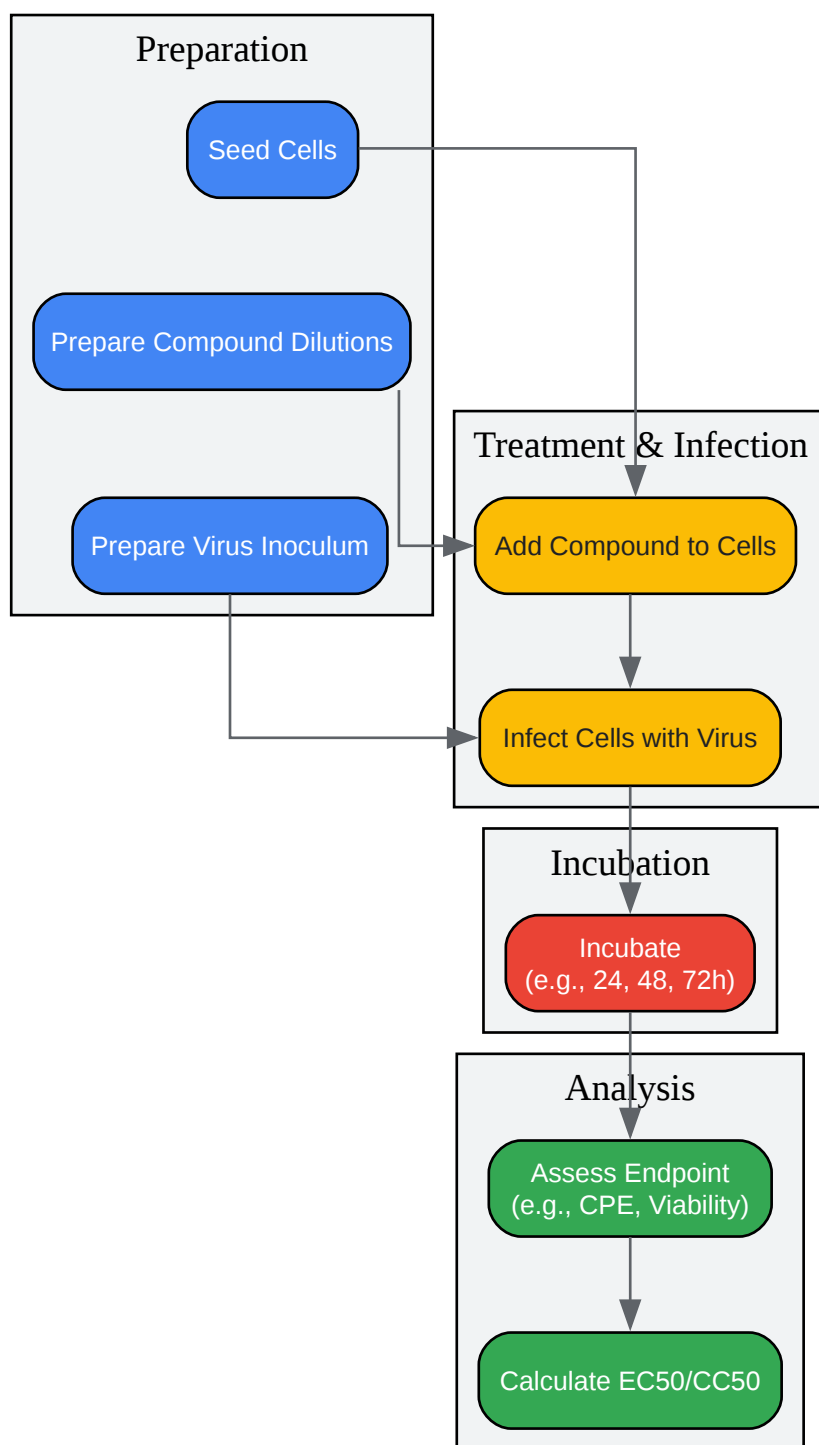 Preparation
Seed Cells
Prepare Compound Dilutions
Prepare Virus Inoculum
Treatment & Infection
Add Compound to Cells
Infect Cells with Virus
Incubation
Incubate
(e.g., 24, 48, 72h)
Analysis
Assess Endpoint
(e.g., CPE, Viability)
Calculate EC50/CC50